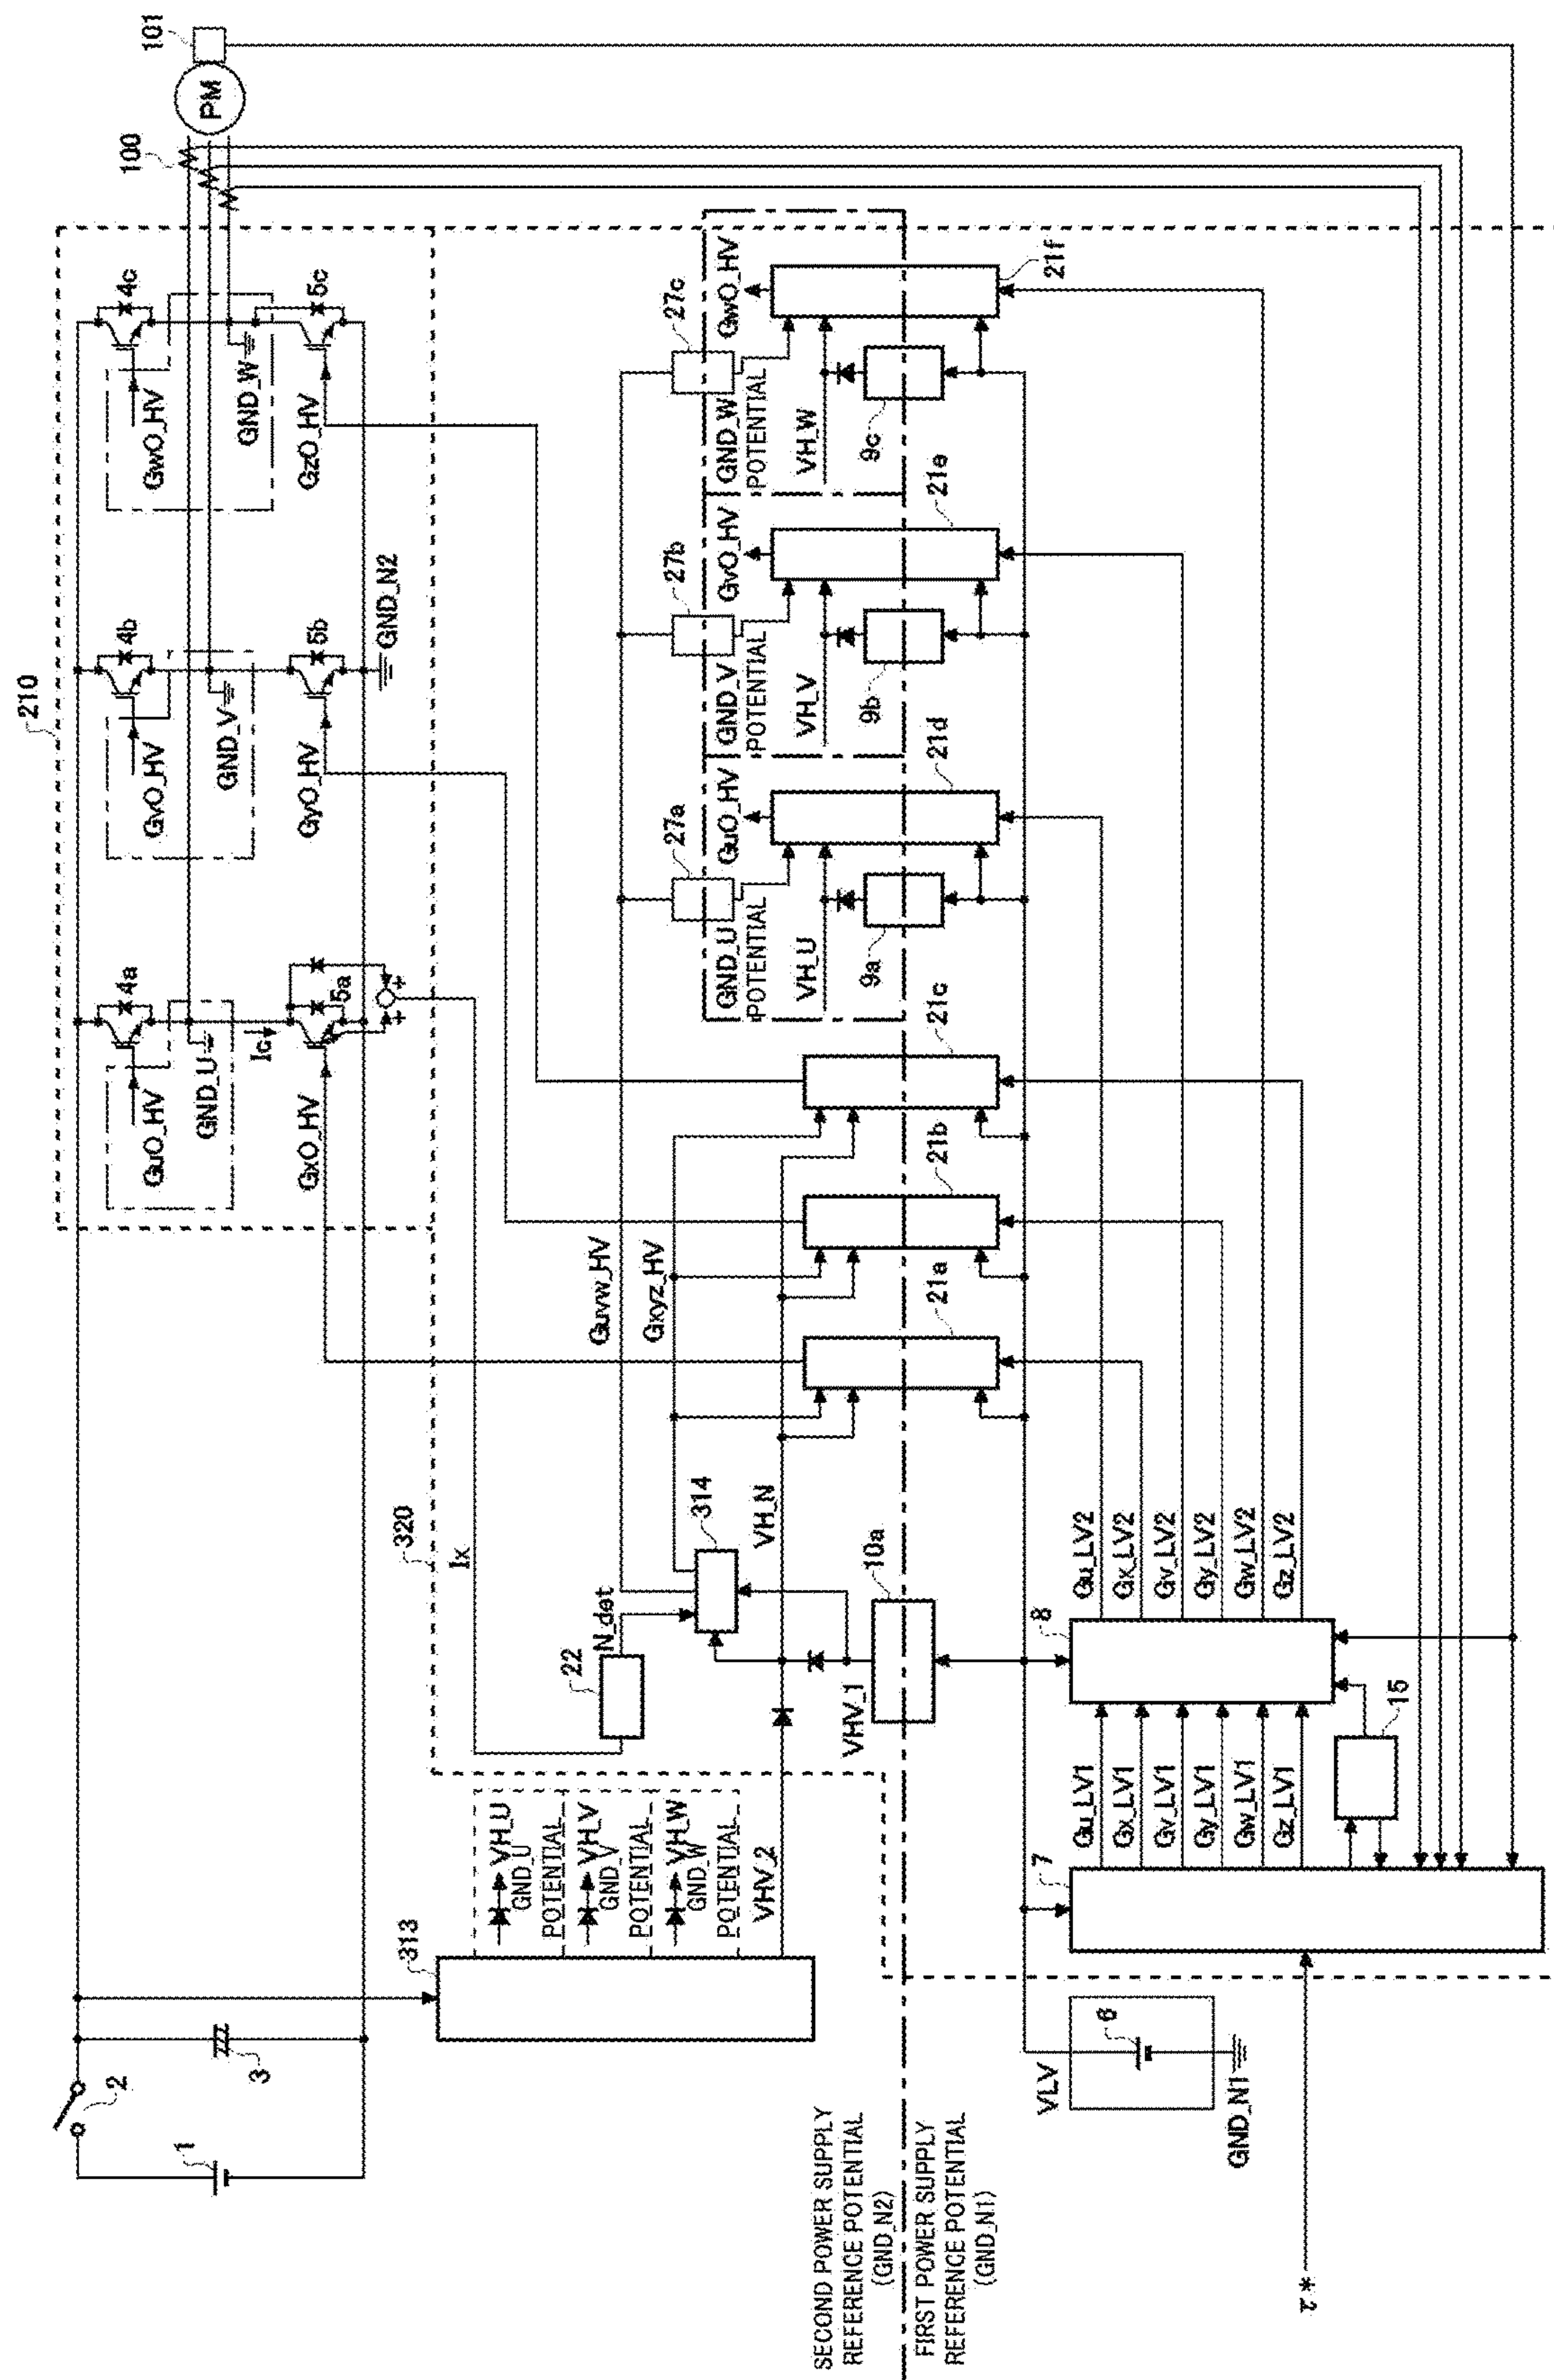 210
100
101
PM
1
2
3
4a
4b
4c
5a
5b
5c
GuO_HV
GND_U
GvO_HV
GND_V
GwO_HV
GND_W
Ic
GxO_HV
GyO_HV
GzO_HV
GND_N2
313
VH_U
GND_U
POTENTIAL
VH_V
GND_V
POTENTIAL
VH_W
GND_W
POTENTIAL
VHV_2
320
Ix
22
N_det
314
Guvw_HV
Gxyz_HV
VH_N
VHV_1
10a
21a
21b
21c
27a
GND_U
POTENTIAL
GuO_HV
VH_U
9a
21d
27b
GND_V
POTENTIAL
GvO_HV
VH_V
9b
21e
27c
GND_W
POTENTIAL
GwO_HV
VH_W
9c
21f
SECOND POWER SUPPLY
REFERENCE POTENTIAL
(GND_N2)
FIRST POWER SUPPLY
REFERENCE POTENTIAL
(GND_N1)
VLV
6
GND_N1
7
Gu_LV1
Gx_LV1
Gv_LV1
Gy_LV1
Gw_LV1
Gz_LV1
15
8
Gu_LV2
Gx_LV2
Gv_LV2
Gy_LV2
Gw_LV2
Gz_LV2